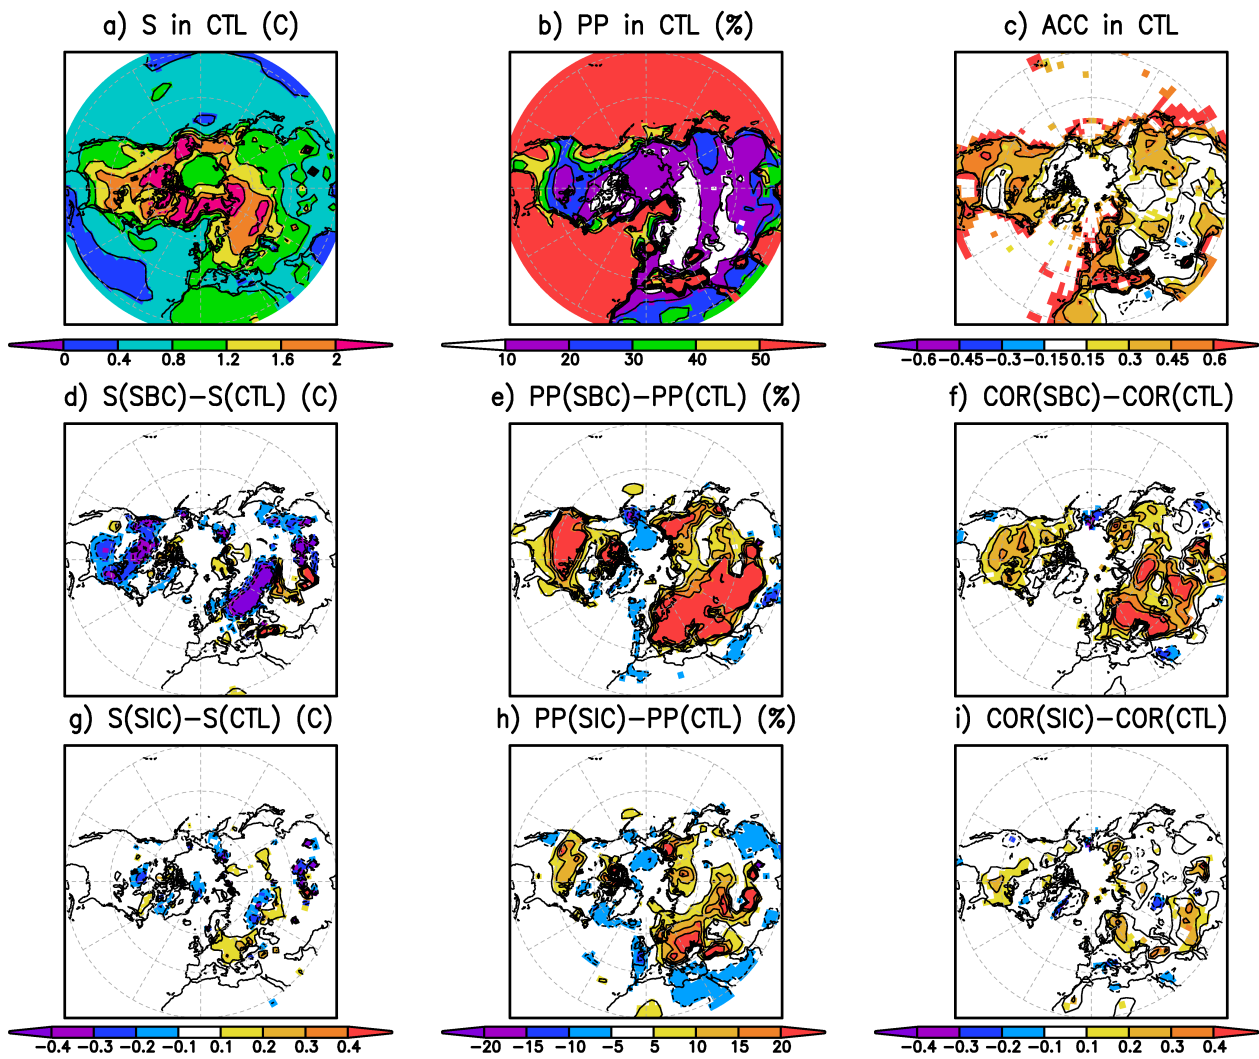 a) S in CTL (C)
b) PP in CTL (%)
c) ACC in CTL
0 0.4 0.8 1.2 1.6 2
10 20 30 40 50
−0.6 −0.45 −0.3 −0.15 0.15 0.3 0.45 0.6
d) S(SBC)−S(CTL) (C)
e) PP(SBC)−PP(CTL) (%)
f) COR(SBC)−COR(CTL)
g) S(SIC)−S(CTL) (C)
h) PP(SIC)−PP(CTL) (%)
i) COR(SIC)−COR(CTL)
−0.4 −0.3 −0.2 −0.1 0.1 0.2 0.3 0.4
−20 −15 −10 −5 5 10 15 20
−0.4 −0.3 −0.2 −0.1 0.1 0.2 0.3 0.4